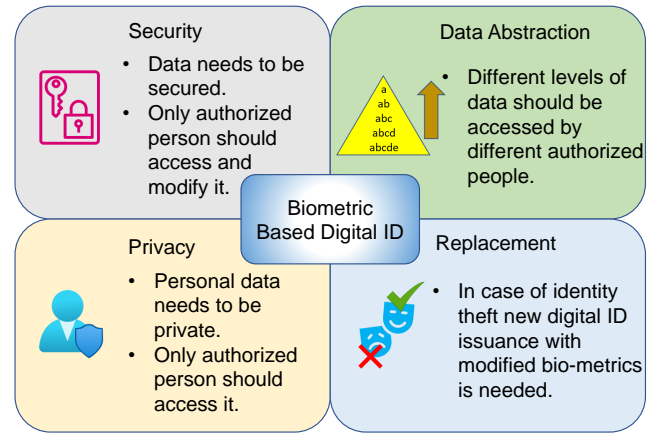 Security
• Data needs to be
secured.
• Only authorized
person should
access and
modify it.
Data Abstraction
a
ab
abc
abcd
abcde
• Different levels of
data should be
accessed by
different authorized
people.
Biometric
Based Digital ID
Privacy
• Personal data
needs to be
private.
• Only authorized
person should
access it.
Replacement
• In case of identity
theft new digital ID
issuance with
modified bio-metrics
is needed.